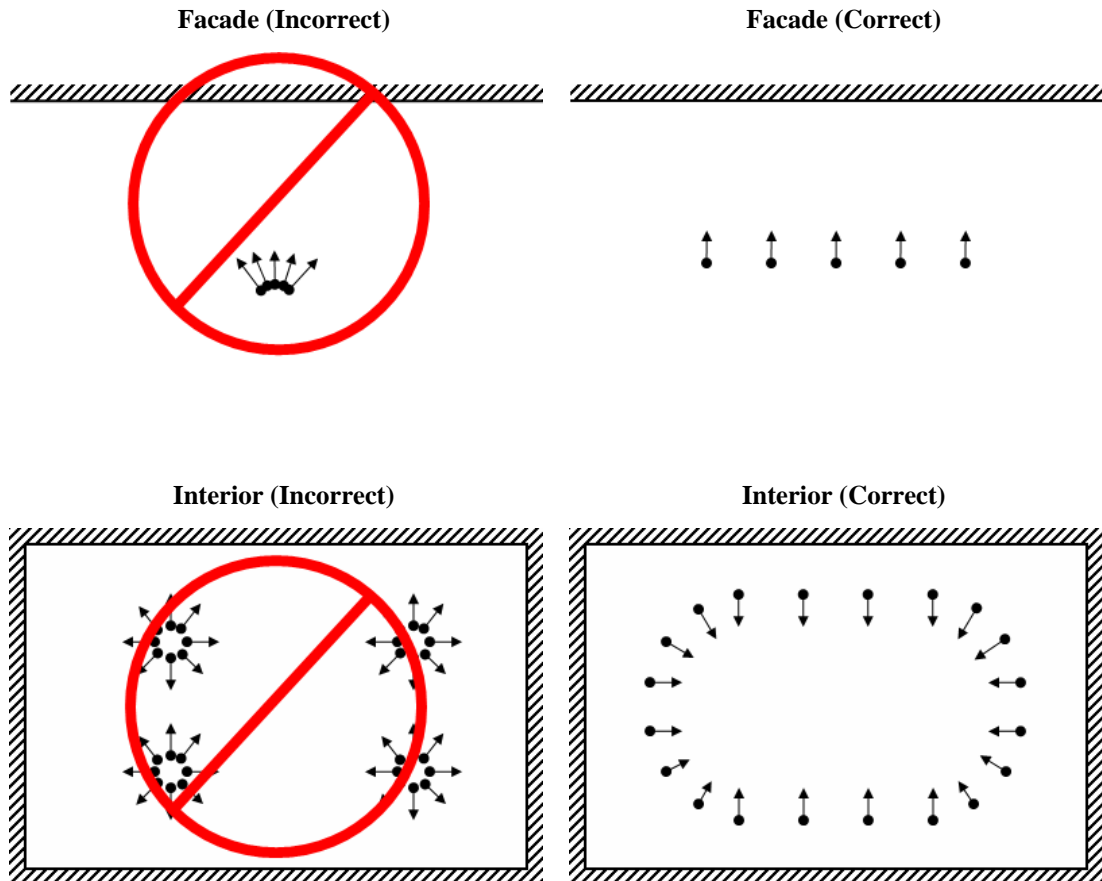 Facade (Incorrect)
Facade (Correct)
Interior (Incorrect)
Interior (Correct)